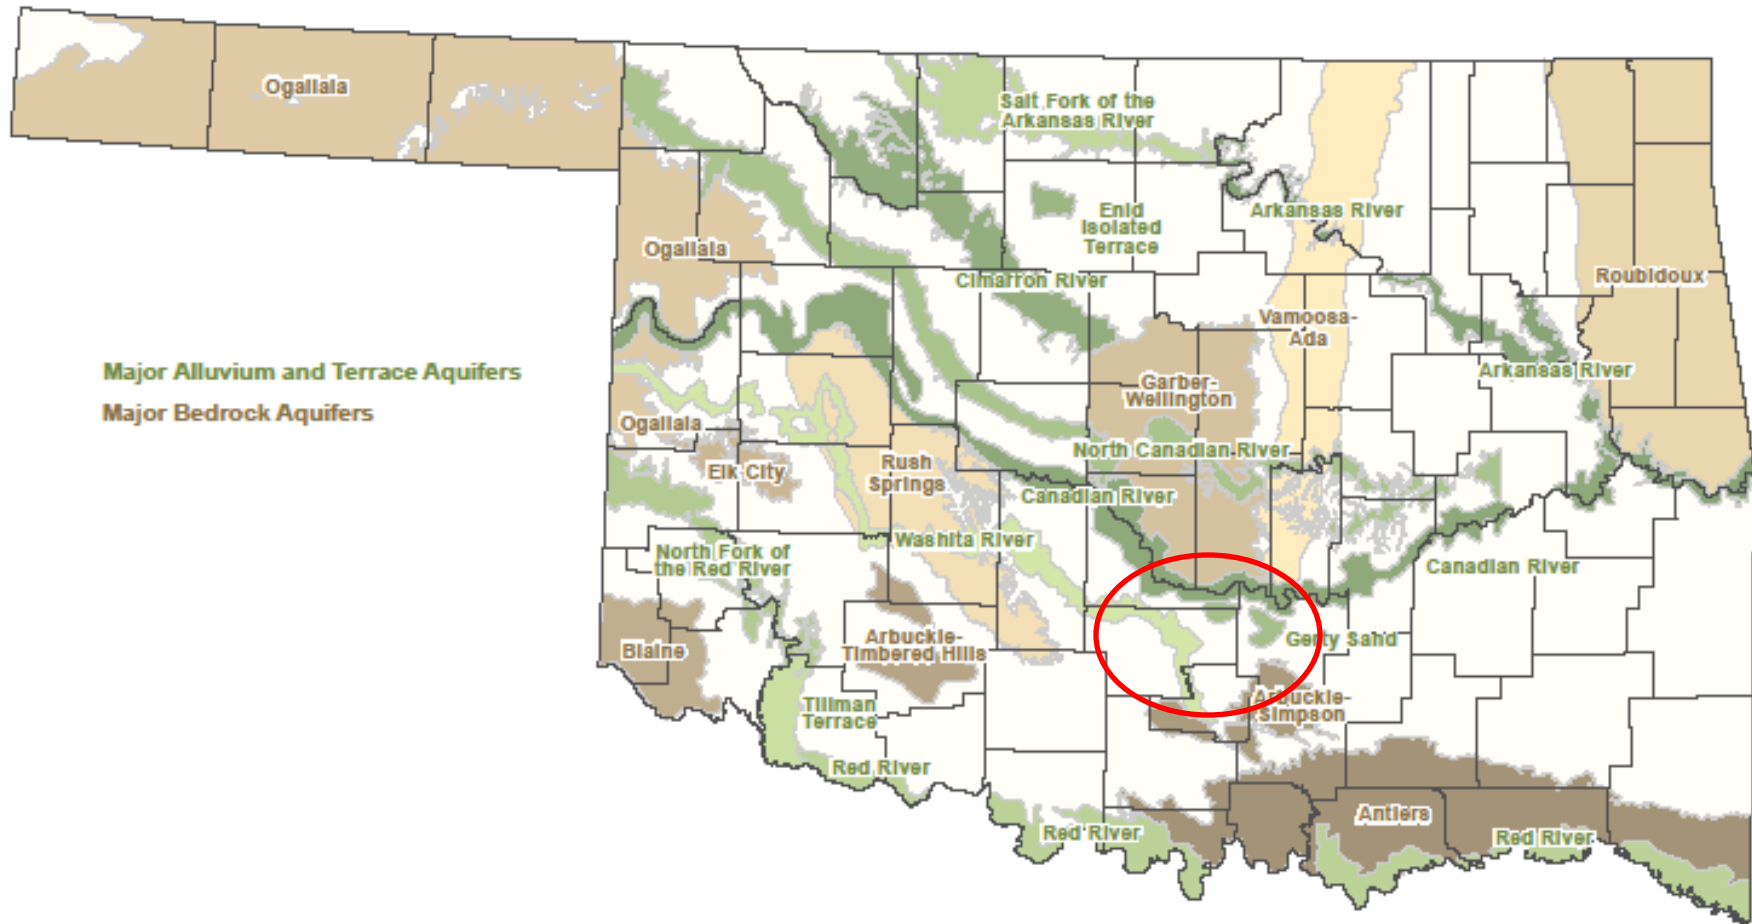 Ogallala
Salt Fork of the
Arkansas River
Enid
Isolated
Terrace
Arkansas River
Ogallala
Cimarron River
Roubidoux
Vamoosa-
Ada
Major Alluvium and Terrace Aquifers
Major Bedrock Aquifers
Arkansas River
Garber-
Wellington
Ogallala
North Canadian River
Elk City
Rush
Springs
Canadian River
Washita River
North Fork of
the Red River
Canadian River
Blaine
Arbuckle-
Timbered Hills
Gerty Sand
Arbuckle-
Simpson
Tillman
Terrace
Red River
Antlers
Red River
Red River